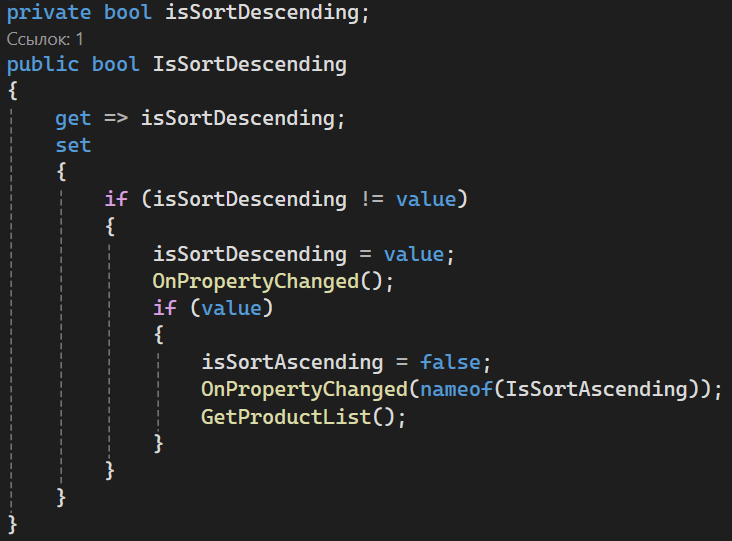 private bool isSortDescending;
Ссылок: 1
public bool IsSortDescending
{
    get => isSortDescending;
    set
    {
        if (isSortDescending != value)
        {
            isSortDescending = value;
            OnPropertyChanged();
            if (value)
            {
                isSortAscending = false;
                OnPropertyChanged(nameof(IsSortAscending));
                GetProductList();
            }
        }
    }
}